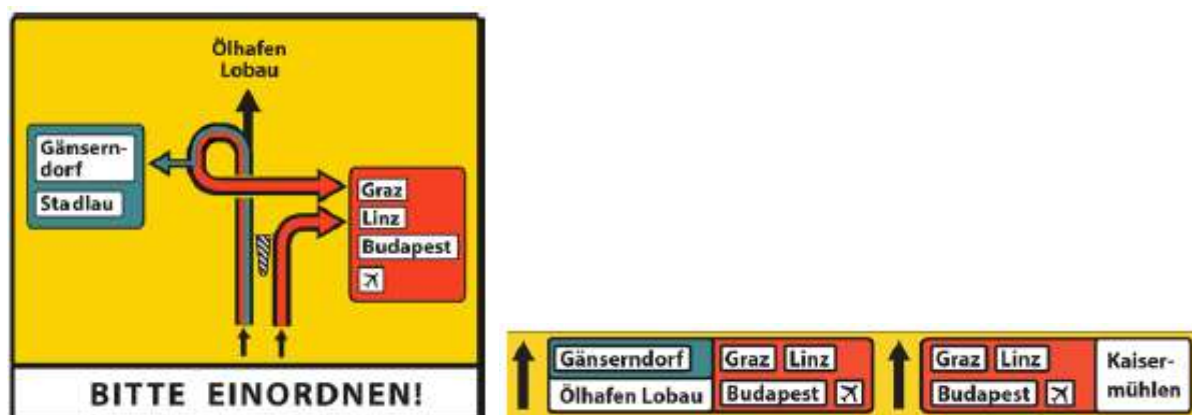 Ölhafen
Lobau
Gämsern-
dorf
Stadlau
Graz
Linz
Budapest
BITTE EINORDNEN!
Gänserndorf
Ölhafen Lobau
Graz Linz
Budapest
Graz Linz
Budapest
Kaiser-
mühlen